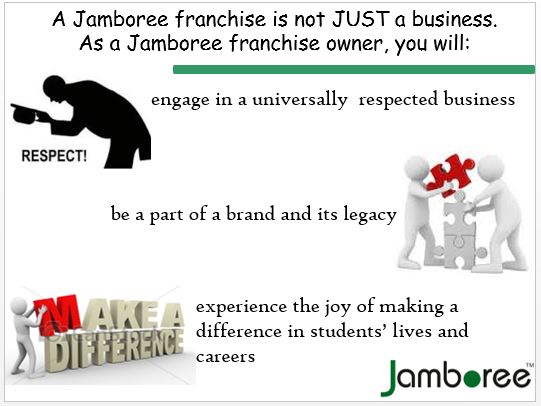 A Jamboree franchise is not JUST a business.
As a Jamboree franchise owner, you will:
engage in a universally respected business
RESPECT!
be a part of a brand and its legacy
MAKE A
DIFFERENCE
experience the joy of making a
difference in students’ lives and
careers
Jamboree™